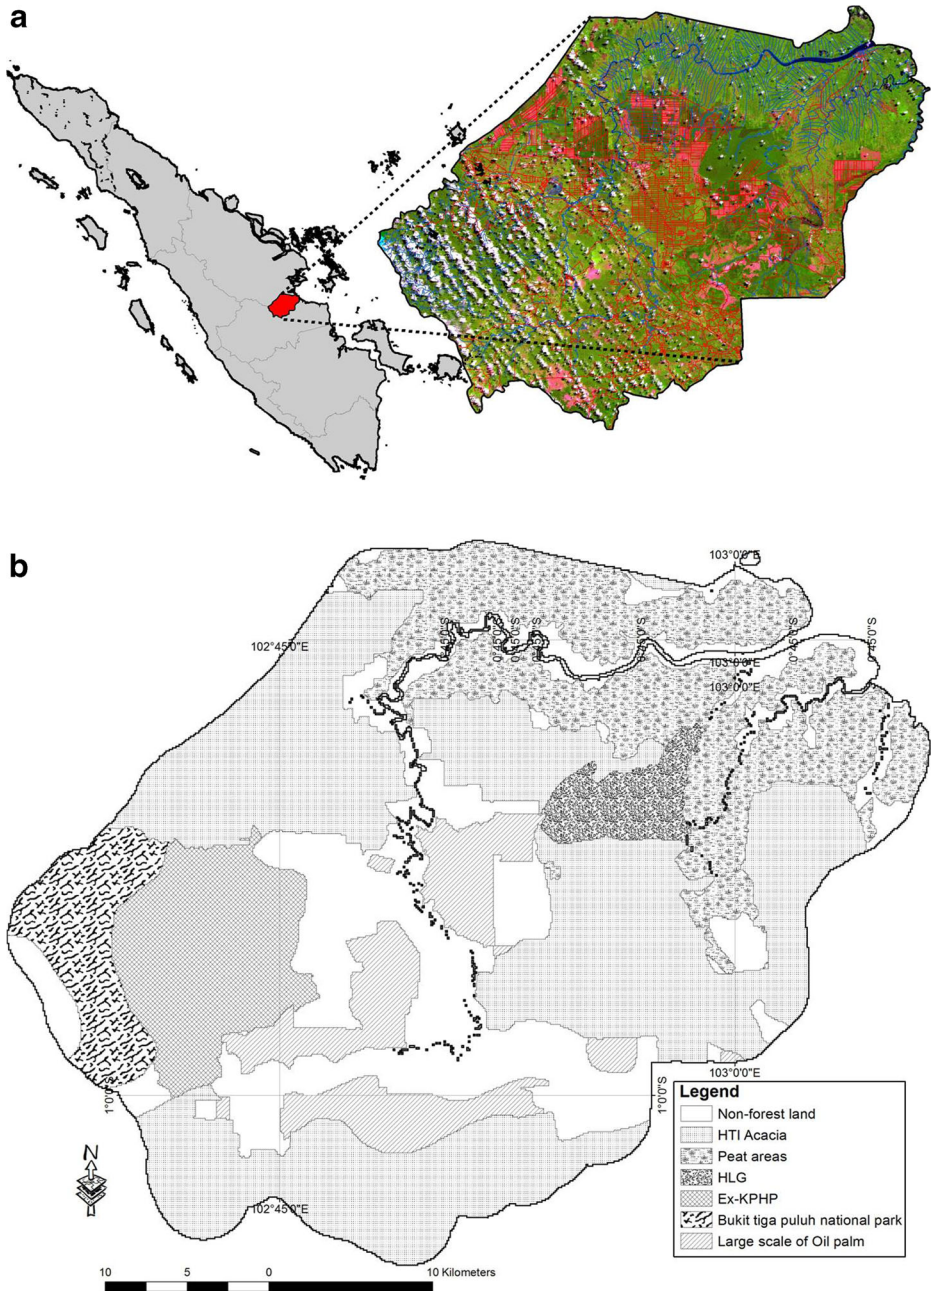 a
b
103°0'0"E
102°45'0"E
0°45'0"S
0°45'0"S
0°45'0"S
0°45'0"S
0°45'0"S
0°45'0"S
103°0'0"E
103°0'0"E
1°0'0"S
1°0'0"S
103°0'0"E
102°45'0"E
N
Legend
Non-forest land
HTI Acacia
Peat areas
HLG
Ex-KPHP
Bukit tiga puluh national park
Large scale of Oil palm
10 5 0 10 Kilometers